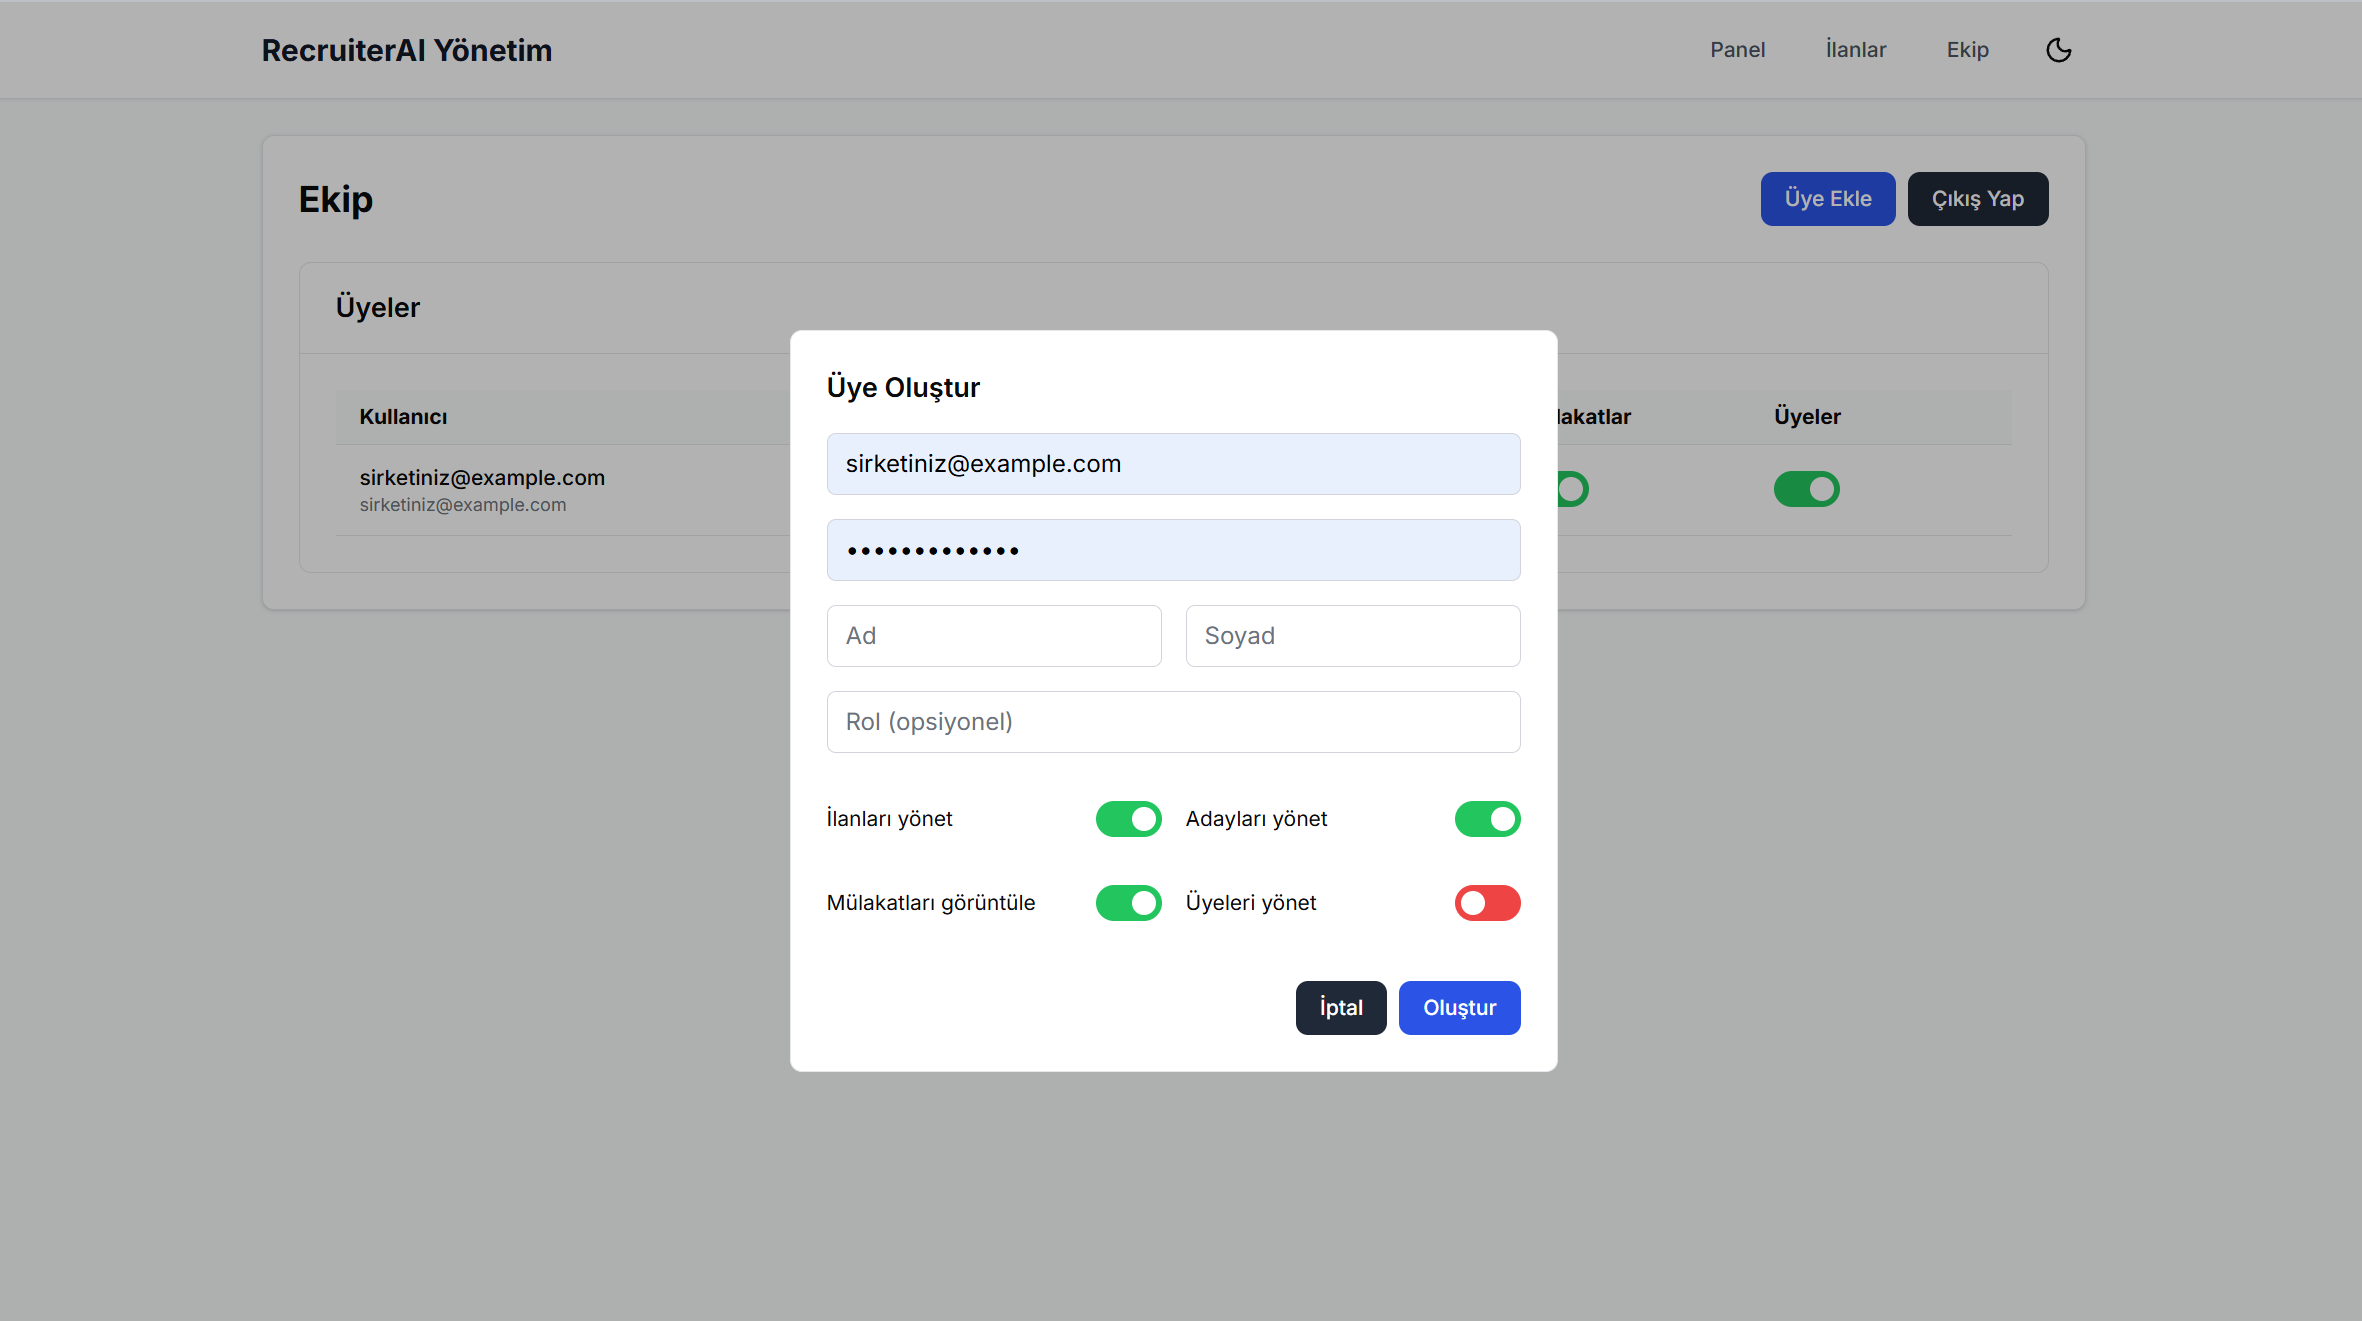 RecruiterAI Yönetim
Panel İlanlar Ekip
Ekip
Üye Ekle Çıkış Yap
Üyeler
Kullanıcı
lakatlar Üyeler
sirketiniz@example.com
sirketiniz@example.com
Üye Oluştur
sirketiniz@example.com
•••••••••••••
Ad Soyad
Rol (opsiyonel)
İlanları yönet Adayları yönet
Mülakatları görüntüle Üyeleri yönet
İptal Oluştur